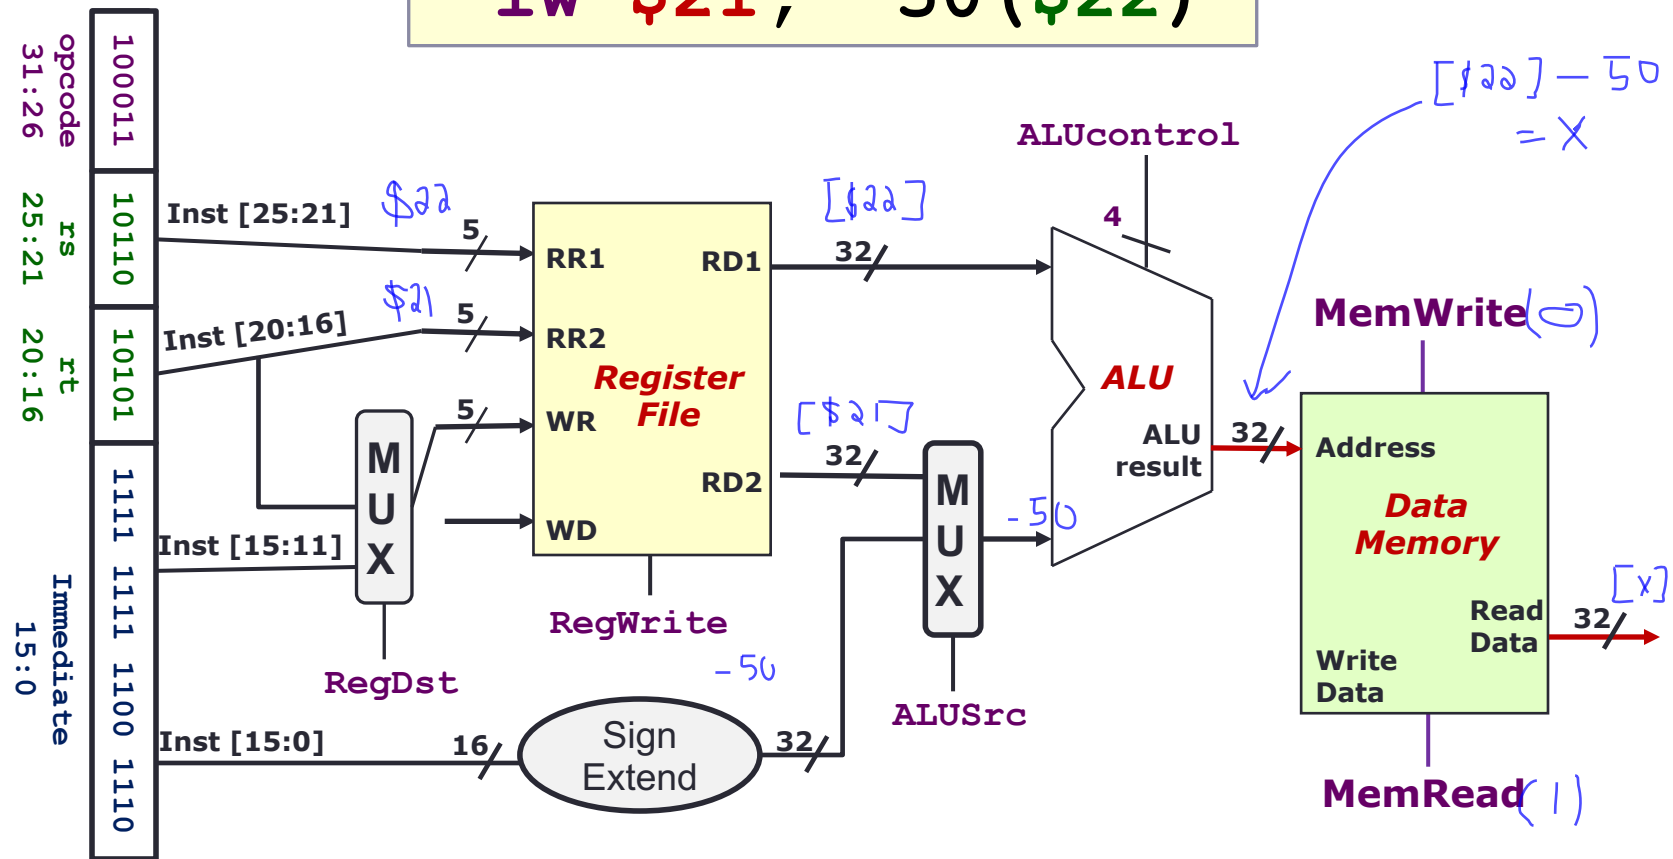 lw $21, -50($22)
opcode
31:26
100011
rs
25:21
10110
rt
20:16
10101
Immediate
15:0
1111 1111 1100 1110
Inst [25:21]
$22
5
Inst [20:16]
$21
5
Inst [15:11]
MUX
5
RegDst
Inst [15:0]
16
Sign
Extend
32
-50
RR1
RR2
WR
WD
Register
File
RD1
RD2
RegWrite
[$22]
32
[$21]
32
MUX
-50
ALUSrc
ALUcontrol
4
ALU
ALU
result
[$22] - 50
= X
32
MemWrite (0)
Address
Data
Memory
Read
Data
Write
Data
[X]
32
MemRead (1)